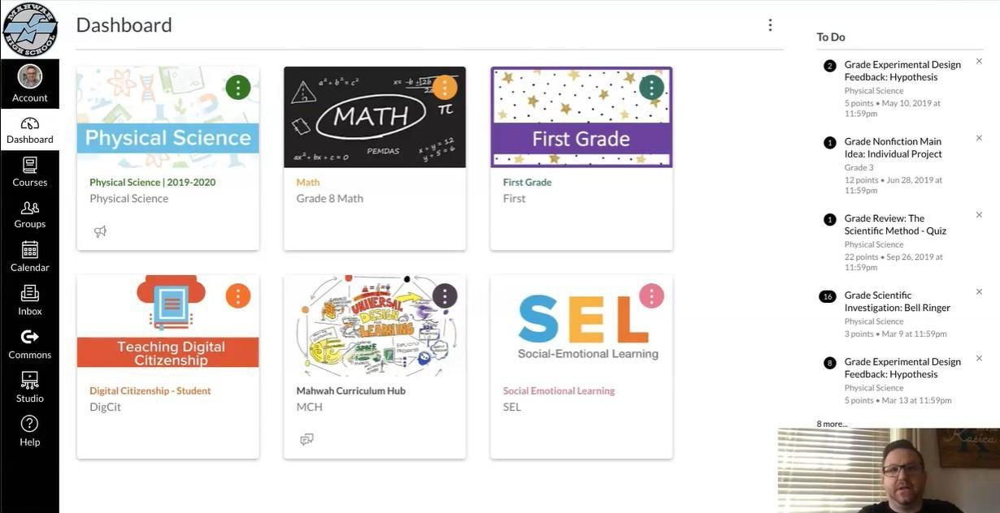 MAHWAH
HIGH SCHOOL
Account
Dashboard
Courses
Groups
Calendar
Inbox
Commons
Studio
Help
Dashboard
Physical Science
Physical Science | 2019-2020
Physical Science
MATH
PEMDAS
Math
Grade 8 Math
First Grade
First Grade
First
Teaching Digital
Citizenship
Digital Citizenship - Student
DigCit
UNIVERSAL
DESIGN
FOR
LEARNING
Mahwah Curriculum Hub
MCH
SEL
Social-Emotional Learning
Social Emotional Learning
SEL
To Do
2
Grade Experimental Design
Feedback: Hypothesis
Physical Science
5 points • May 10, 2019 at
11:59pm
1
Grade Nonfiction Main
Idea: Individual Project
Grade 3
12 points • Jun 28, 2019 at
11:59pm
1
Grade Review: The
Scientific Method - Quiz
Physical Science
22 points • Sep 26, 2019 at
11:59pm
16
Grade Scientific
Investigation: Bell Ringer
Physical Science
3 points • Mar 9 at 11:59pm
8
Grade Experimental Design
Feedback: Hypothesis
Physical Science
5 points • Mar 13 at 11:59pm
8 more...
Kasica